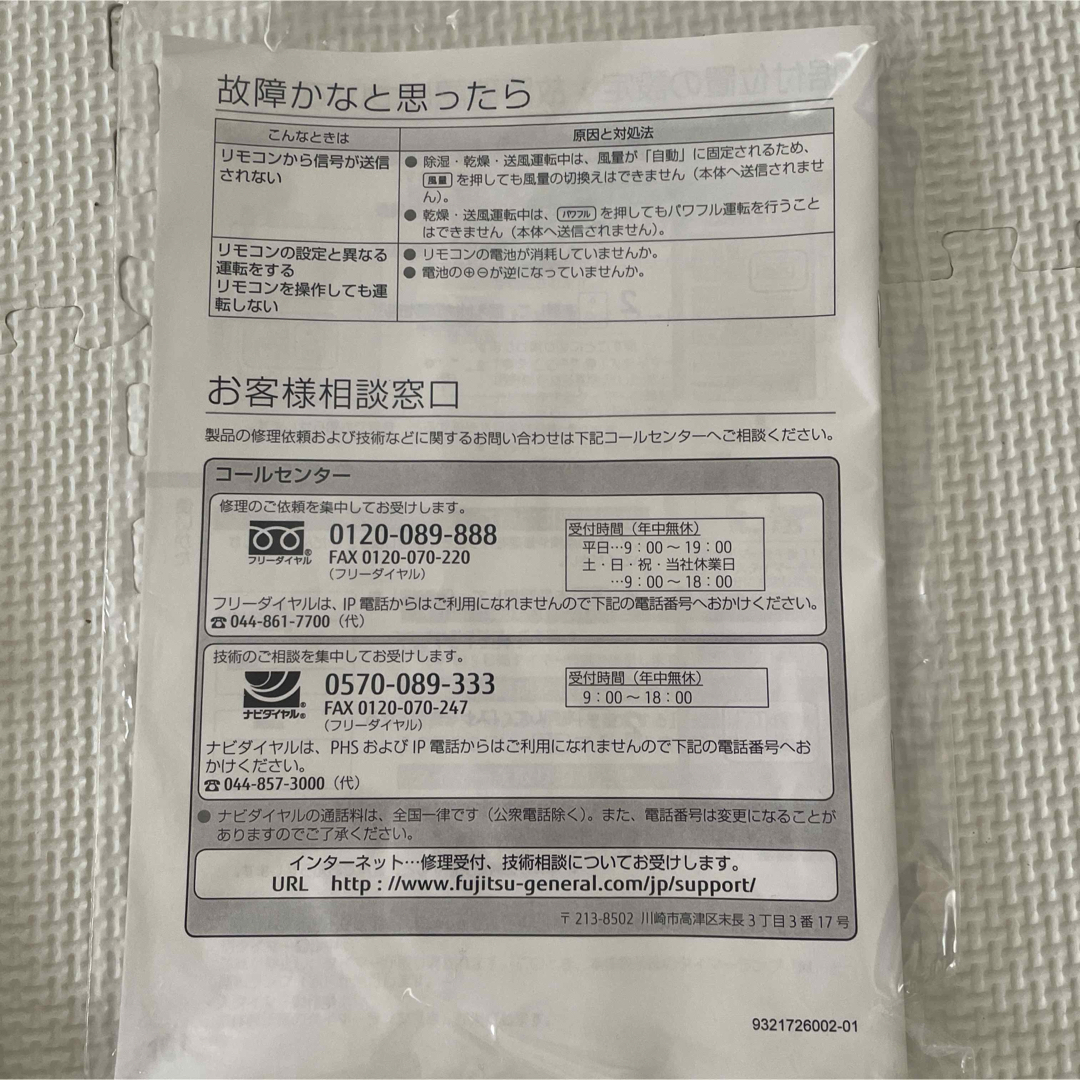 故障かなと思ったら
こんなときは
原因と対処法
リモコンから信号が送信
されない
● 除湿・乾燥・送風運転中は、風量が「自動」に固定されるため、
風量 を押しても風量の切換えはできません（本体へ送信されませ
ん）。
● 乾燥・送風運転中は、パワフル を押してもパワフル運転を行うこと
はできません（本体へ送信されません）。
リモコンの設定と異なる
運転をする
リモコンを操作しても運
転しない
● リモコンの電池が消耗していませんか。
● 電池の⊕⊖が逆になっていませんか。
お客様相談窓口
製品の修理依頼および技術などに関するお問い合わせは下記コールセンターへご相談ください。
コールセンター
修理のご依頼を集中してお受けします。
フリーダイヤル®
0120-089-888
FAX 0120-070-220
（フリーダイヤル）
受付時間（年中無休）
平日…9：00～19：00
土・日・祝・当社休業日
…9：00～18：00
フリーダイヤルは、IP 電話からはご利用になれませんので下記の電話番号へおかけください。
☎ 044-861-7700（代）
技術のご相談を集中してお受けします。
ナビダイヤル®
0570-089-333
FAX 0120-070-247
（フリーダイヤル）
受付時間（年中無休）
9：00～18：00
ナビダイヤルは、PHS および IP 電話からはご利用になれませんので下記の電話番号へお
かけください。
☎ 044-857-3000（代）
● ナビダイヤルの通話料は、全国一律です（公衆電話除く）。また、電話番号は変更になることが
ありますのでご了承ください。
インターネット…修理受付、技術相談についてお受けします。
URL http : //www.fujitsu-general.com/jp/support/
〒 213-8502 川崎市高津区末長 3 丁目 3 番 17 号
9321726002-01